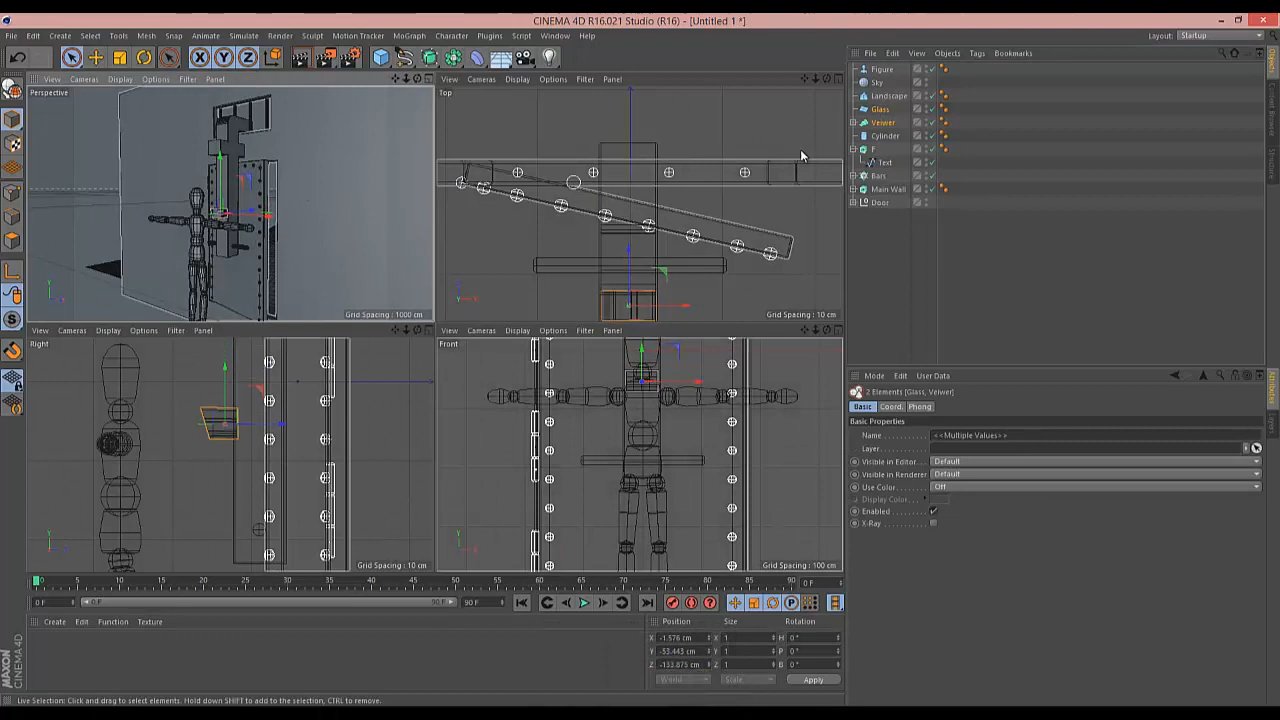 CINEMA 4D R16.021 Studio (R16) - [Untitled 1 *]
File Edit Create Select Tools Mesh Snap Animate Simulate Render Sculpt Motion Tracker MoGraph Character Plugins Script Window Help
Layout: Startup
X Y Z
File Edit View Objects Tags Bookmarks
View Cameras Display Options Filter Panel
View Cameras Display Options Filter Panel
Perspective
Top
Figure
Sky
Landscape
Glass
Veiwer
Cylinder
F
Text
Bars
Main Wall
Door
Grid Spacing : 1000 cm
Grid Spacing : 10 cm
View Cameras Display Options Filter Panel
View Cameras Display Options Filter Panel
Right
Front
Grid Spacing : 10 cm
Grid Spacing : 100 cm
Objects
Content Browser
Attributes
Layers
Mode Edit User Data
2 Elements [Glass, Veiwer]
Basic Coord. Phong
Basic Properties
Name <<Multiple Values>>
Layer
Visible in Editor Default
Visible in Renderer Default
Use Color Off
Display Color
Enabled
X-Ray
0 5 10 15 20 25 30 35 40 45 50 55 60 65 70 75 80 85 90 0 F
0 F 0 F 90 F 90 F
Create Edit Function Texture
Position Size Rotation
X -1.576 cm X 1 H 0 °
Y -53.443 cm Y 1 P 0 °
Z -133.875 cm Z 1 B 0 °
World Scale Apply
MAXON CINEMA 4D
Live Selection: Click and drag to select elements. Hold down SHIFT to add to the selection, CTRL to remove.